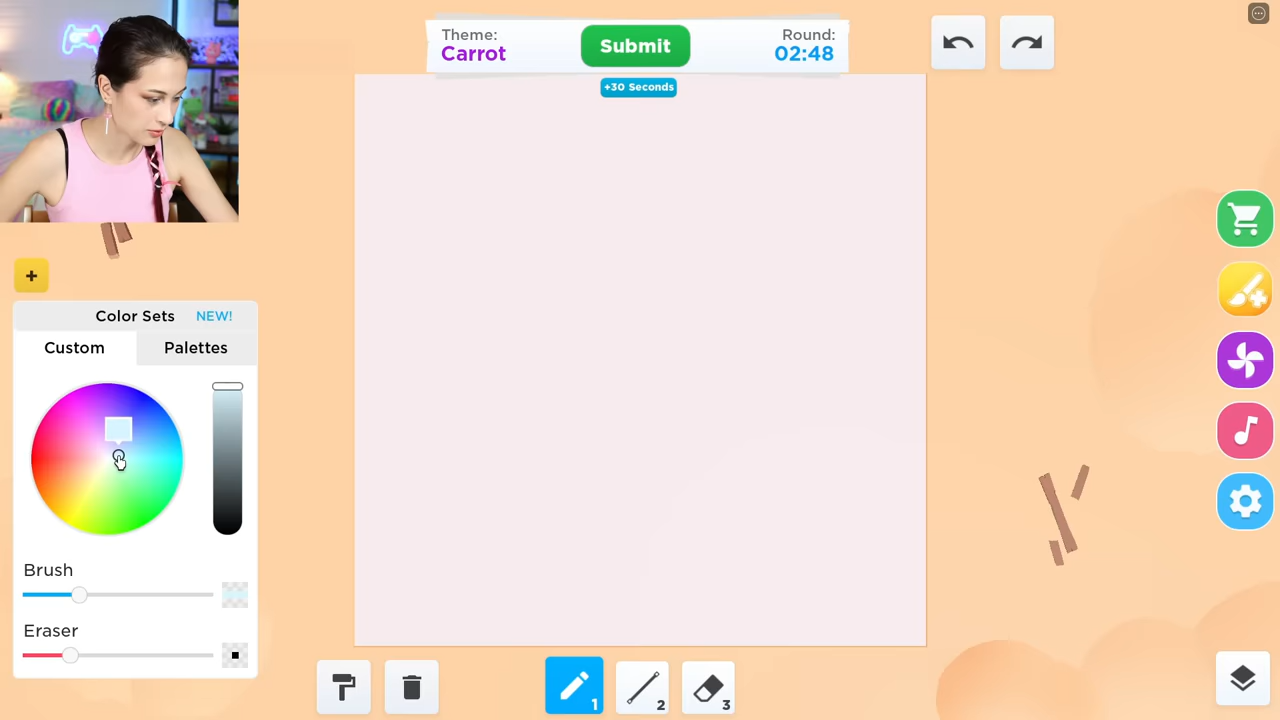 Theme:
Carrot
Submit
Round:
02:48
+30 Seconds
+
Color Sets NEW!
Custom
Palettes
Brush
Eraser
1
2
3